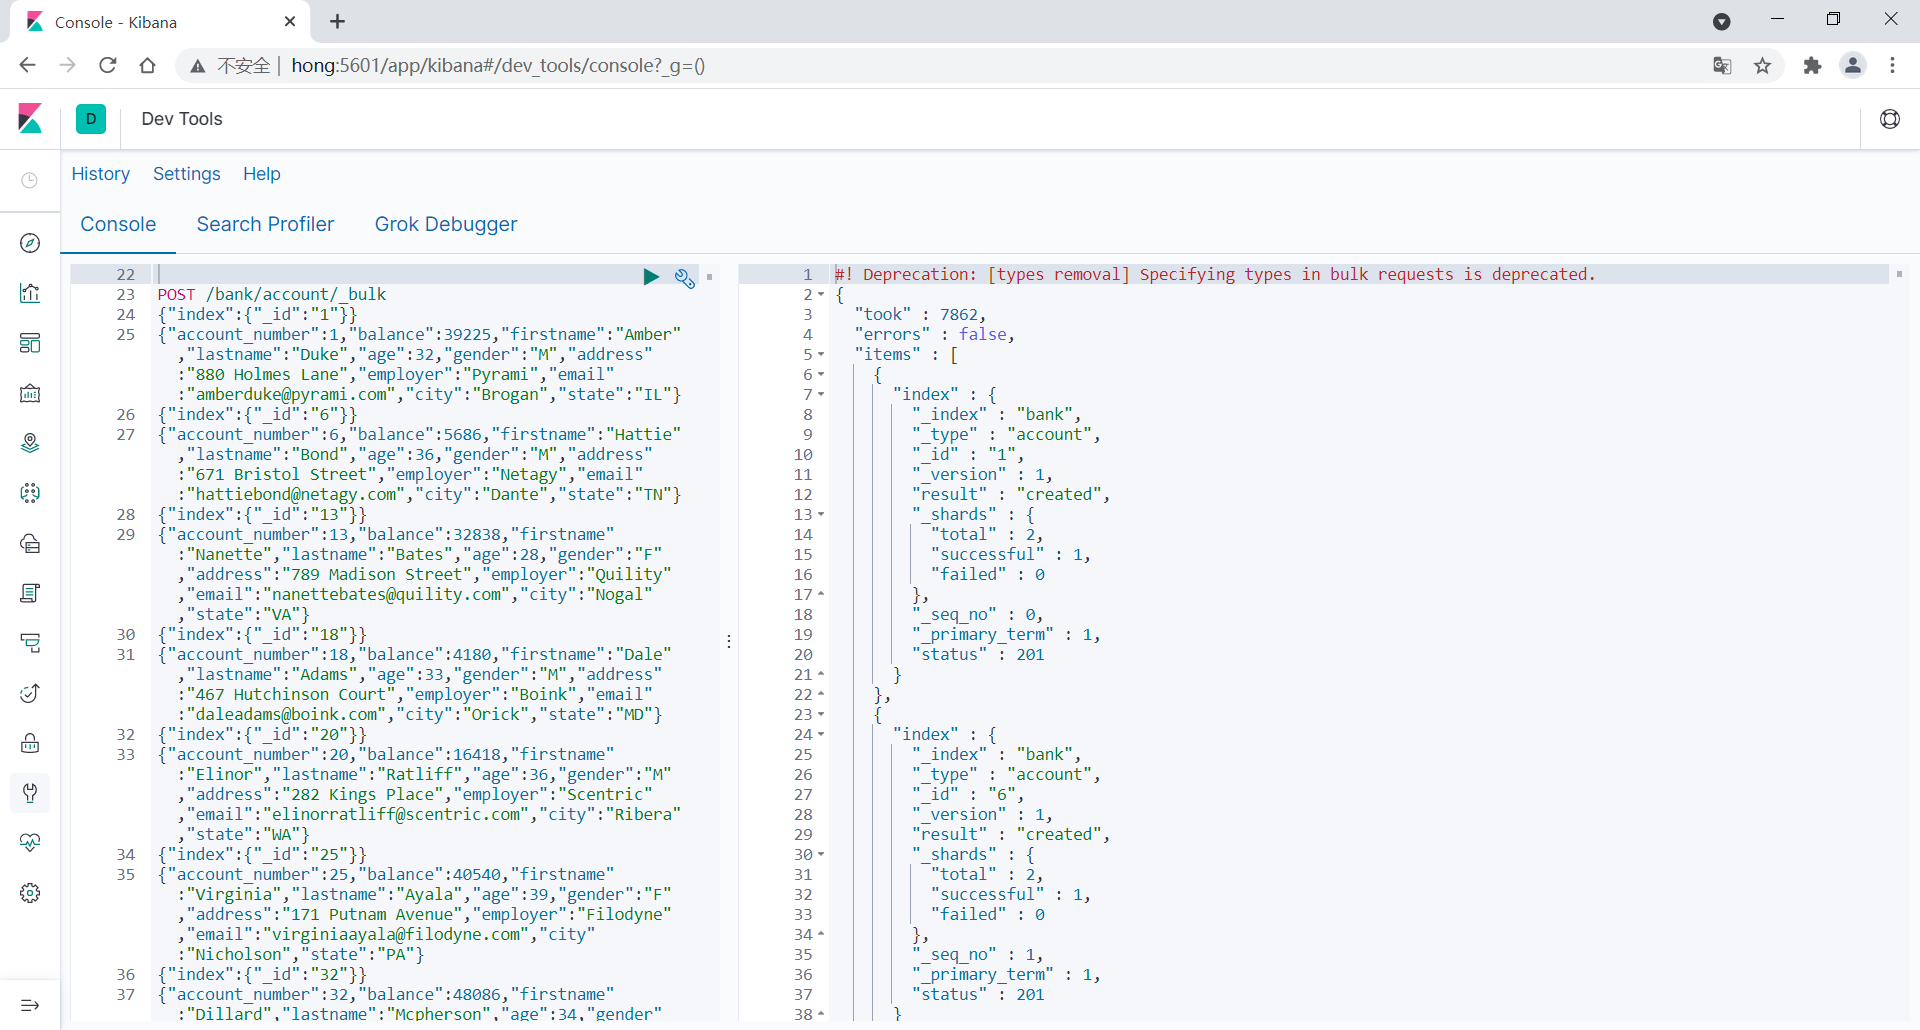 Console - Kibana
不安全 | hong:5601/app/kibana#/dev_tools/console?_g=()
D
Dev Tools
History Settings Help
Console Search Profiler Grok Debugger
22
23 POST /bank/account/_bulk
24 {"index":{"_id":"1"}}
25 {"account_number":1,"balance":39225,"firstname":"Amber"
,"lastname":"Duke","age":32,"gender":"M","address"
:"880 Holmes Lane","employer":"Pyrami","email"
:"amberduke@pyrami.com","city":"Brogan","state":"IL"}
26 {"index":{"_id":"6"}}
27 {"account_number":6,"balance":5686,"firstname":"Hattie"
,"lastname":"Bond","age":36,"gender":"M","address"
:"671 Bristol Street","employer":"Netagy","email"
:"hattiebond@netagy.com","city":"Dante","state":"TN"}
28 {"index":{"_id":"13"}}
29 {"account_number":13,"balance":32838,"firstname"
:"Nanette","lastname":"Bates","age":28,"gender":"F"
,"address":"789 Madison Street","employer":"Quility"
,"email":"nanettebates@quility.com","city":"Nogal"
,"state":"VA"}
30 {"index":{"_id":"18"}}
31 {"account_number":18,"balance":4180,"firstname":"Dale"
,"lastname":"Adams","age":33,"gender":"M","address"
:"467 Hutchinson Court","employer":"Boink","email"
:"daleadams@boink.com","city":"Orick","state":"MD"}
32 {"index":{"_id":"20"}}
33 {"account_number":20,"balance":16418,"firstname"
:"Elinor","lastname":"Ratliff","age":36,"gender":"M"
,"address":"282 Kings Place","employer":"Scentric"
,"email":"elinorratliff@scentric.com","city":"Ribera"
,"state":"WA"}
34 {"index":{"_id":"25"}}
35 {"account_number":25,"balance":40540,"firstname"
:"Virginia","lastname":"Ayala","age":39,"gender":"F"
,"address":"171 Putnam Avenue","employer":"Filodyne"
,"email":"virginiaayala@filodyne.com","city"
:"Nicholson","state":"PA"}
36 {"index":{"_id":"32"}}
37 {"account_number":32,"balance":48086,"firstname"
:"Dillard","lastname":"Mcpherson","age":34,"gender"
1 #! Deprecation: [types removal] Specifying types in bulk requests is deprecated.
2 {
3 "took" : 7862,
4 "errors" : false,
5 "items" : [
6 {
7 "index" : {
8 "_index" : "bank",
9 "_type" : "account",
10 "_id" : "1",
11 "_version" : 1,
12 "result" : "created",
13 "_shards" : {
14 "total" : 2,
15 "successful" : 1,
16 "failed" : 0
17 },
18 "_seq_no" : 0,
19 "_primary_term" : 1,
20 "status" : 201
21 }
22 },
23 {
24 "index" : {
25 "_index" : "bank",
26 "_type" : "account",
27 "_id" : "6",
28 "_version" : 1,
29 "result" : "created",
30 "_shards" : {
31 "total" : 2,
32 "successful" : 1,
33 "failed" : 0
34 },
35 "_seq_no" : 1,
36 "_primary_term" : 1,
37 "status" : 201
38 }